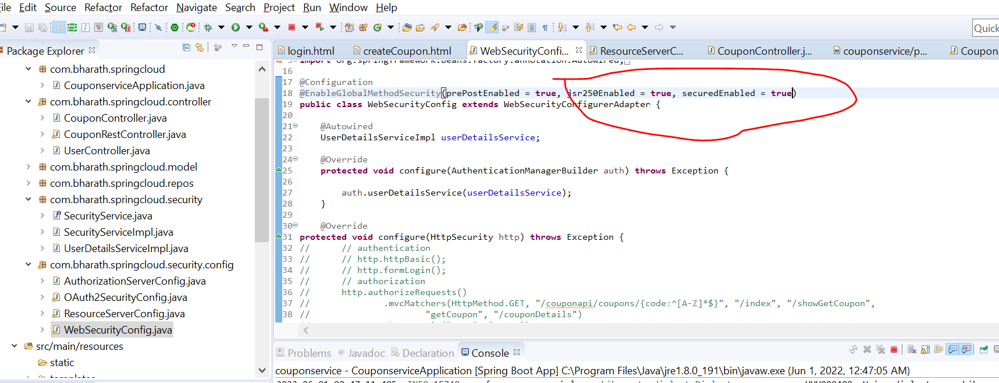 ile Edit Source Refactor Refactor Navigate Search Project Run Window Help
Quick
Package Explorer
login.html createCoupon.html WebSecurityConfi... ResourceServerC... CouponController.j... couponservice/p... Coupon
com.bharath.springcloud
CouponserviceApplication.java
com.bharath.springcloud.controller
CouponController.java
CouponRestController.java
UserController.java
com.bharath.springcloud.model
com.bharath.springcloud.repos
com.bharath.springcloud.security
SecurityService.java
SecurityServiceImpl.java
UserDetailsServiceImpl.java
com.bharath.springcloud.security.config
AuthorizationServerConfig.java
OAuth2SecurityConfig.java
ResourceServerConfig.java
WebSecurityConfig.java
src/main/resources
static
templates
import org.springframework.beans.factory.annotation.Autowired;
16
17 @Configuration
18 @EnableGlobalMethodSecurity(prePostEnabled = true, jsr250Enabled = true, securedEnabled = true)
19 public class WebSecurityConfig extends WebSecurityConfigurerAdapter {
20
21 @Autowired
22 UserDetailsServiceImpl userDetailsService;
23
24 @Override
25 protected void configure(AuthenticationManagerBuilder auth) throws Exception {
26
27 auth.userDetailsService(userDetailsService);
28 }
29
30 @Override
31 protected void configure(HttpSecurity http) throws Exception {
32 // // authentication
33 // // http.httpBasic();
34 // // http.formLogin();
35 // // authorization
36 // http.authorizeRequests()
37 // .mvcMatchers(HttpMethod.GET, "/couponapi/coupons/{code:^[A-Z]*$}", "/index", "/showGetCoupon",
38 // "getCoupon", "/couponDetails")
Problems @ Javadoc Declaration Console
couponservice - CouponserviceApplication [Spring Boot App] C:\Program Files\Java\jre1.8.0_191\bin\javaw.exe (Jun 1, 2022, 12:47:05 AM)